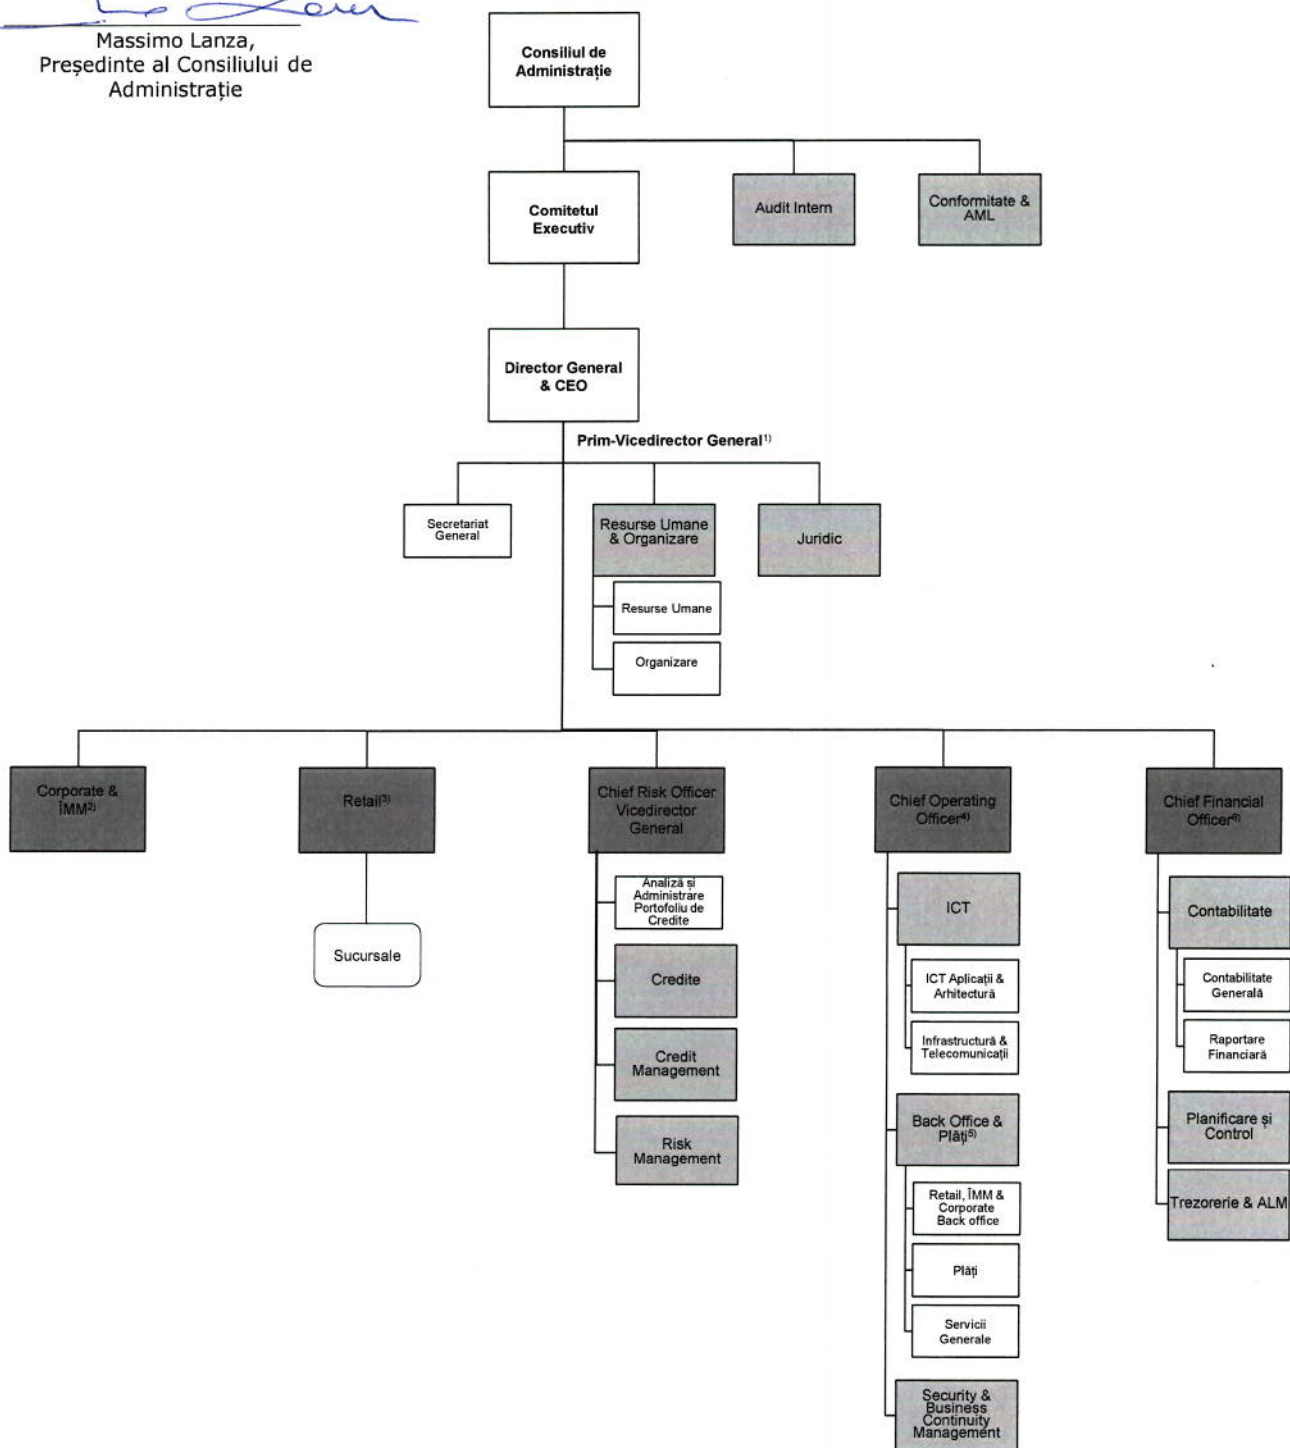 Massimo Lanza,
Președinte al Consiliului de
Administrație
Consiliul de
Administrație
Comitetul
Executiv
Audit Intern
Conformitate &
AML
Director General
& CEO
Prim-Vicedirector General¹⁾
Secretariat
General
Resurse Umane
& Organizare
Juridic
Resurse Umane
Organizare
Corporate &
ÎMM²⁾
Retail³⁾
Chief Risk Officer
Vicedirector
General
Chief Operating
Officer⁴⁾
Chief Financial
Officer⁶⁾
Sucursale
Analiză și
Administrare
Portofoliu de
Credite
Credite
Credit
Management
Risk
Management
ICT
ICT Aplicații &
Arhitectură
Infrastructură &
Telecomunicații
Back Office &
Plăți⁵⁾
Retail, ÎMM &
Corporate
Back office
Plăți
Servicii
Generale
Security &
Business
Continuity
Management
Contabilitate
Contabilitate
Generală
Raportare
Financiară
Planificare și
Control
Trezorerie & ALM